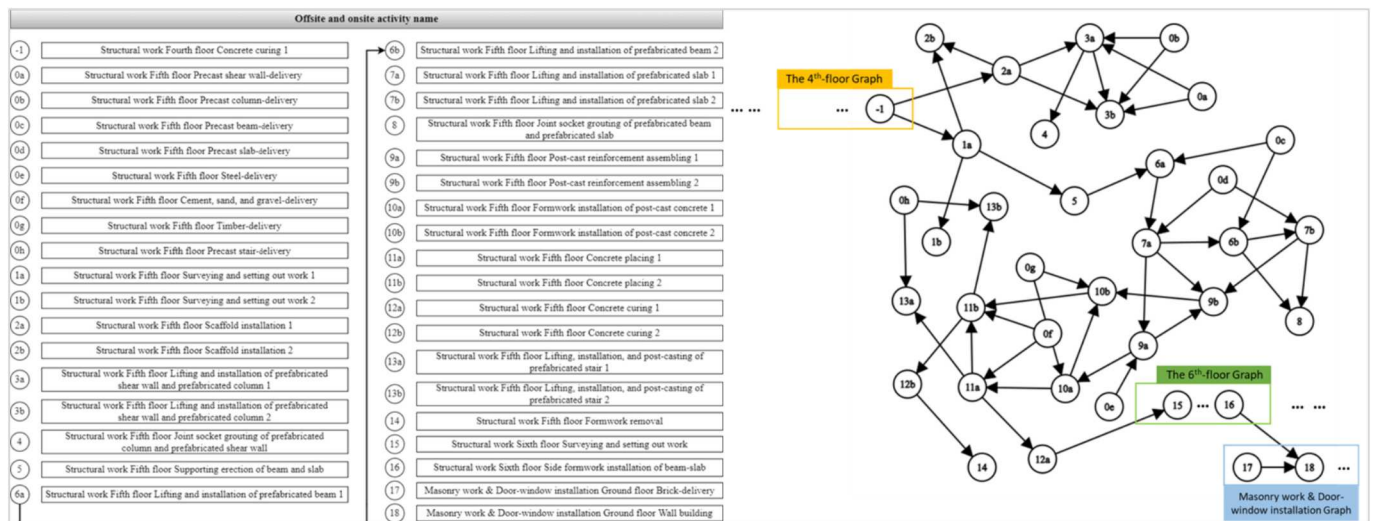 Offsite and onsite activity name
-1 Structural work Fourth floor Concrete curing 1
0a Structural work Fifth floor Precast shear wall-delivery
0b Structural work Fifth floor Precast column-delivery
0c Structural work Fifth floor Precast beam-delivery
0d Structural work Fifth floor Precast slab-delivery
0e Structural work Fifth floor Steel-delivery
0f Structural work Fifth floor Cement, sand, and gravel-delivery
0g Structural work Fifth floor Timber-delivery
0h Structural work Fifth floor Precast stair-delivery
1a Structural work Fifth floor Surveying and setting out work 1
1b Structural work Fifth floor Surveying and setting out work 2
2a Structural work Fifth floor Scaffold installation 1
2b Structural work Fifth floor Scaffold installation 2
3a Structural work Fifth floor Lifting and installation of prefabricated
shear wall and prefabricated column 1
3b Structural work Fifth floor Lifting and installation of prefabricated
shear wall and prefabricated column 2
4 Structural work Fifth floor Joint socket grouting of prefabricated
column and prefabricated shear wall
5 Structural work Fifth floor Supporting erection of beam and slab
6a Structural work Fifth floor Lifting and installation of prefabricated beam 1
6b Structural work Fifth floor Lifting and installation of prefabricated beam 2
7a Structural work Fifth floor Lifting and installation of prefabricated slab 1
7b Structural work Fifth floor Lifting and installation of prefabricated slab 2
8 Structural work Fifth floor Joint socket grouting of prefabricated beam
and prefabricated slab
9a Structural work Fifth floor Post-cast reinforcement assembling 1
9b Structural work Fifth floor Post-cast reinforcement assembling 2
10a Structural work Fifth floor Formwork installation of post-cast concrete 1
10b Structural work Fifth floor Formwork installation of post-cast concrete 2
11a Structural work Fifth floor Concrete placing 1
11b Structural work Fifth floor Concrete placing 2
12a Structural work Fifth floor Concrete curing 1
12b Structural work Fifth floor Concrete curing 2
13a Structural work Fifth floor Lifting, installation, and post-casting of
prefabricated stair 1
13b Structural work Fifth floor Lifting, installation, and post-casting of
prefabricated stair 2
14 Structural work Fifth floor Formwork removal
15 Structural work Sixth floor Surveying and setting out work
16 Structural work Sixth floor Side formwork installation of beam-slab
17 Masonry work & Door-window installation Ground floor Brick-delivery
18 Masonry work & Door-window installation Ground floor Wall building
2b
3a
0b
2a
The 4th-floor Graph
... ...
...
-1
0a
3b
4
1a
0c
6a
0d
5
0h
13b
1b
7a
6b
7b
0g
10b
9b
13a
11b
0f
8
9a
12b
11a
10a
0e
The 6th-floor Graph
15 ... 16
... ...
12a
14
17
18
...
Masonry work & Door-
window installation Graph